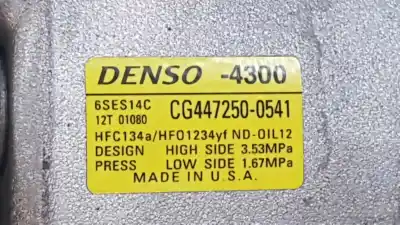 DENSO -4300
6SES14C CG447250-0541
12T 01080
HFC134a/HFO1234yf ND-OIL12
DESIGN HIGH SIDE 3.53MPa
PRESS LOW SIDE 1.67MPa
MADE IN U.S.A.